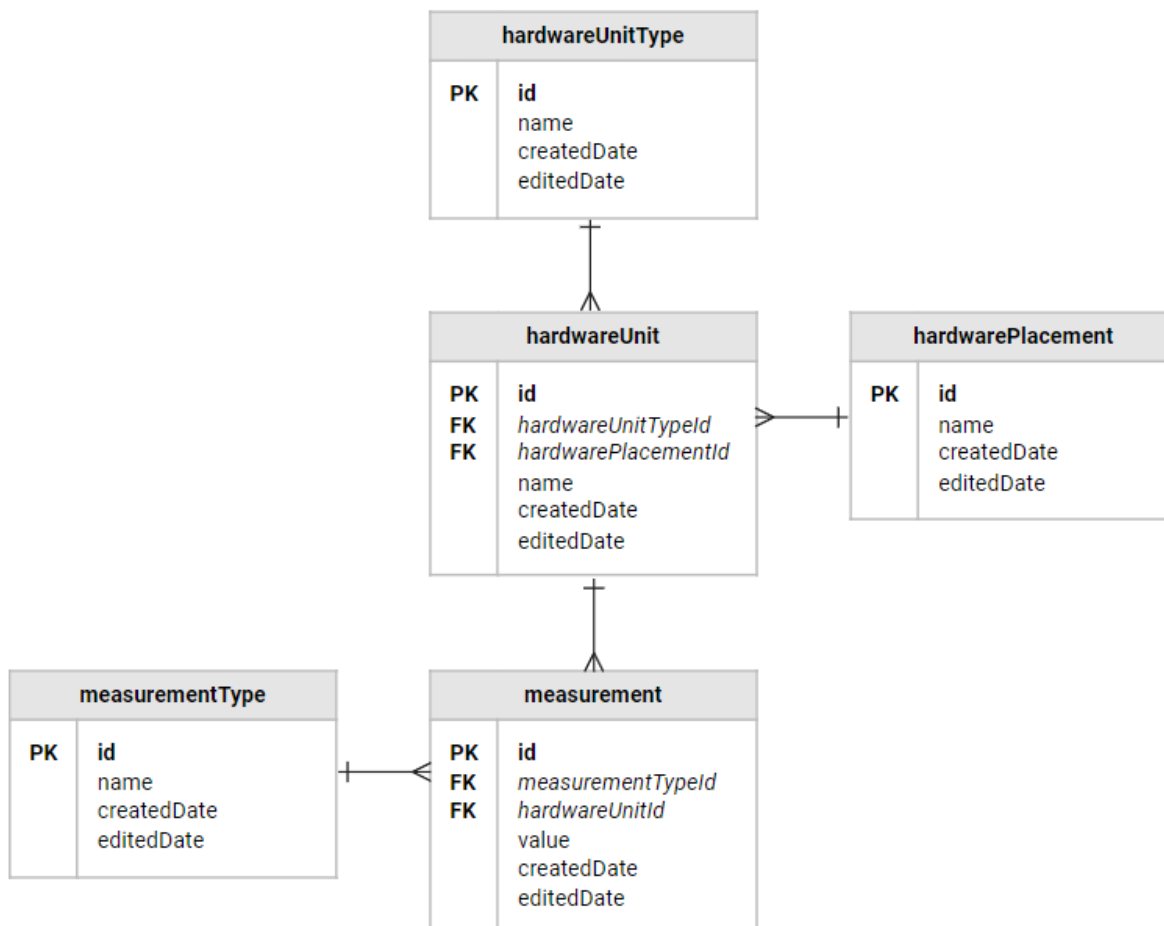 hardwareUnitType
PK id
name
createdDate
editedDate
hardwareUnit
PK id
FK hardwareUnitTypeId
FK hardwarePlacementId
name
createdDate
editedDate
hardwarePlacement
PK id
name
createdDate
editedDate
measurementType
PK id
name
createdDate
editedDate
measurement
PK id
FK measurementTypeId
FK hardwareUnitId
value
createdDate
editedDate